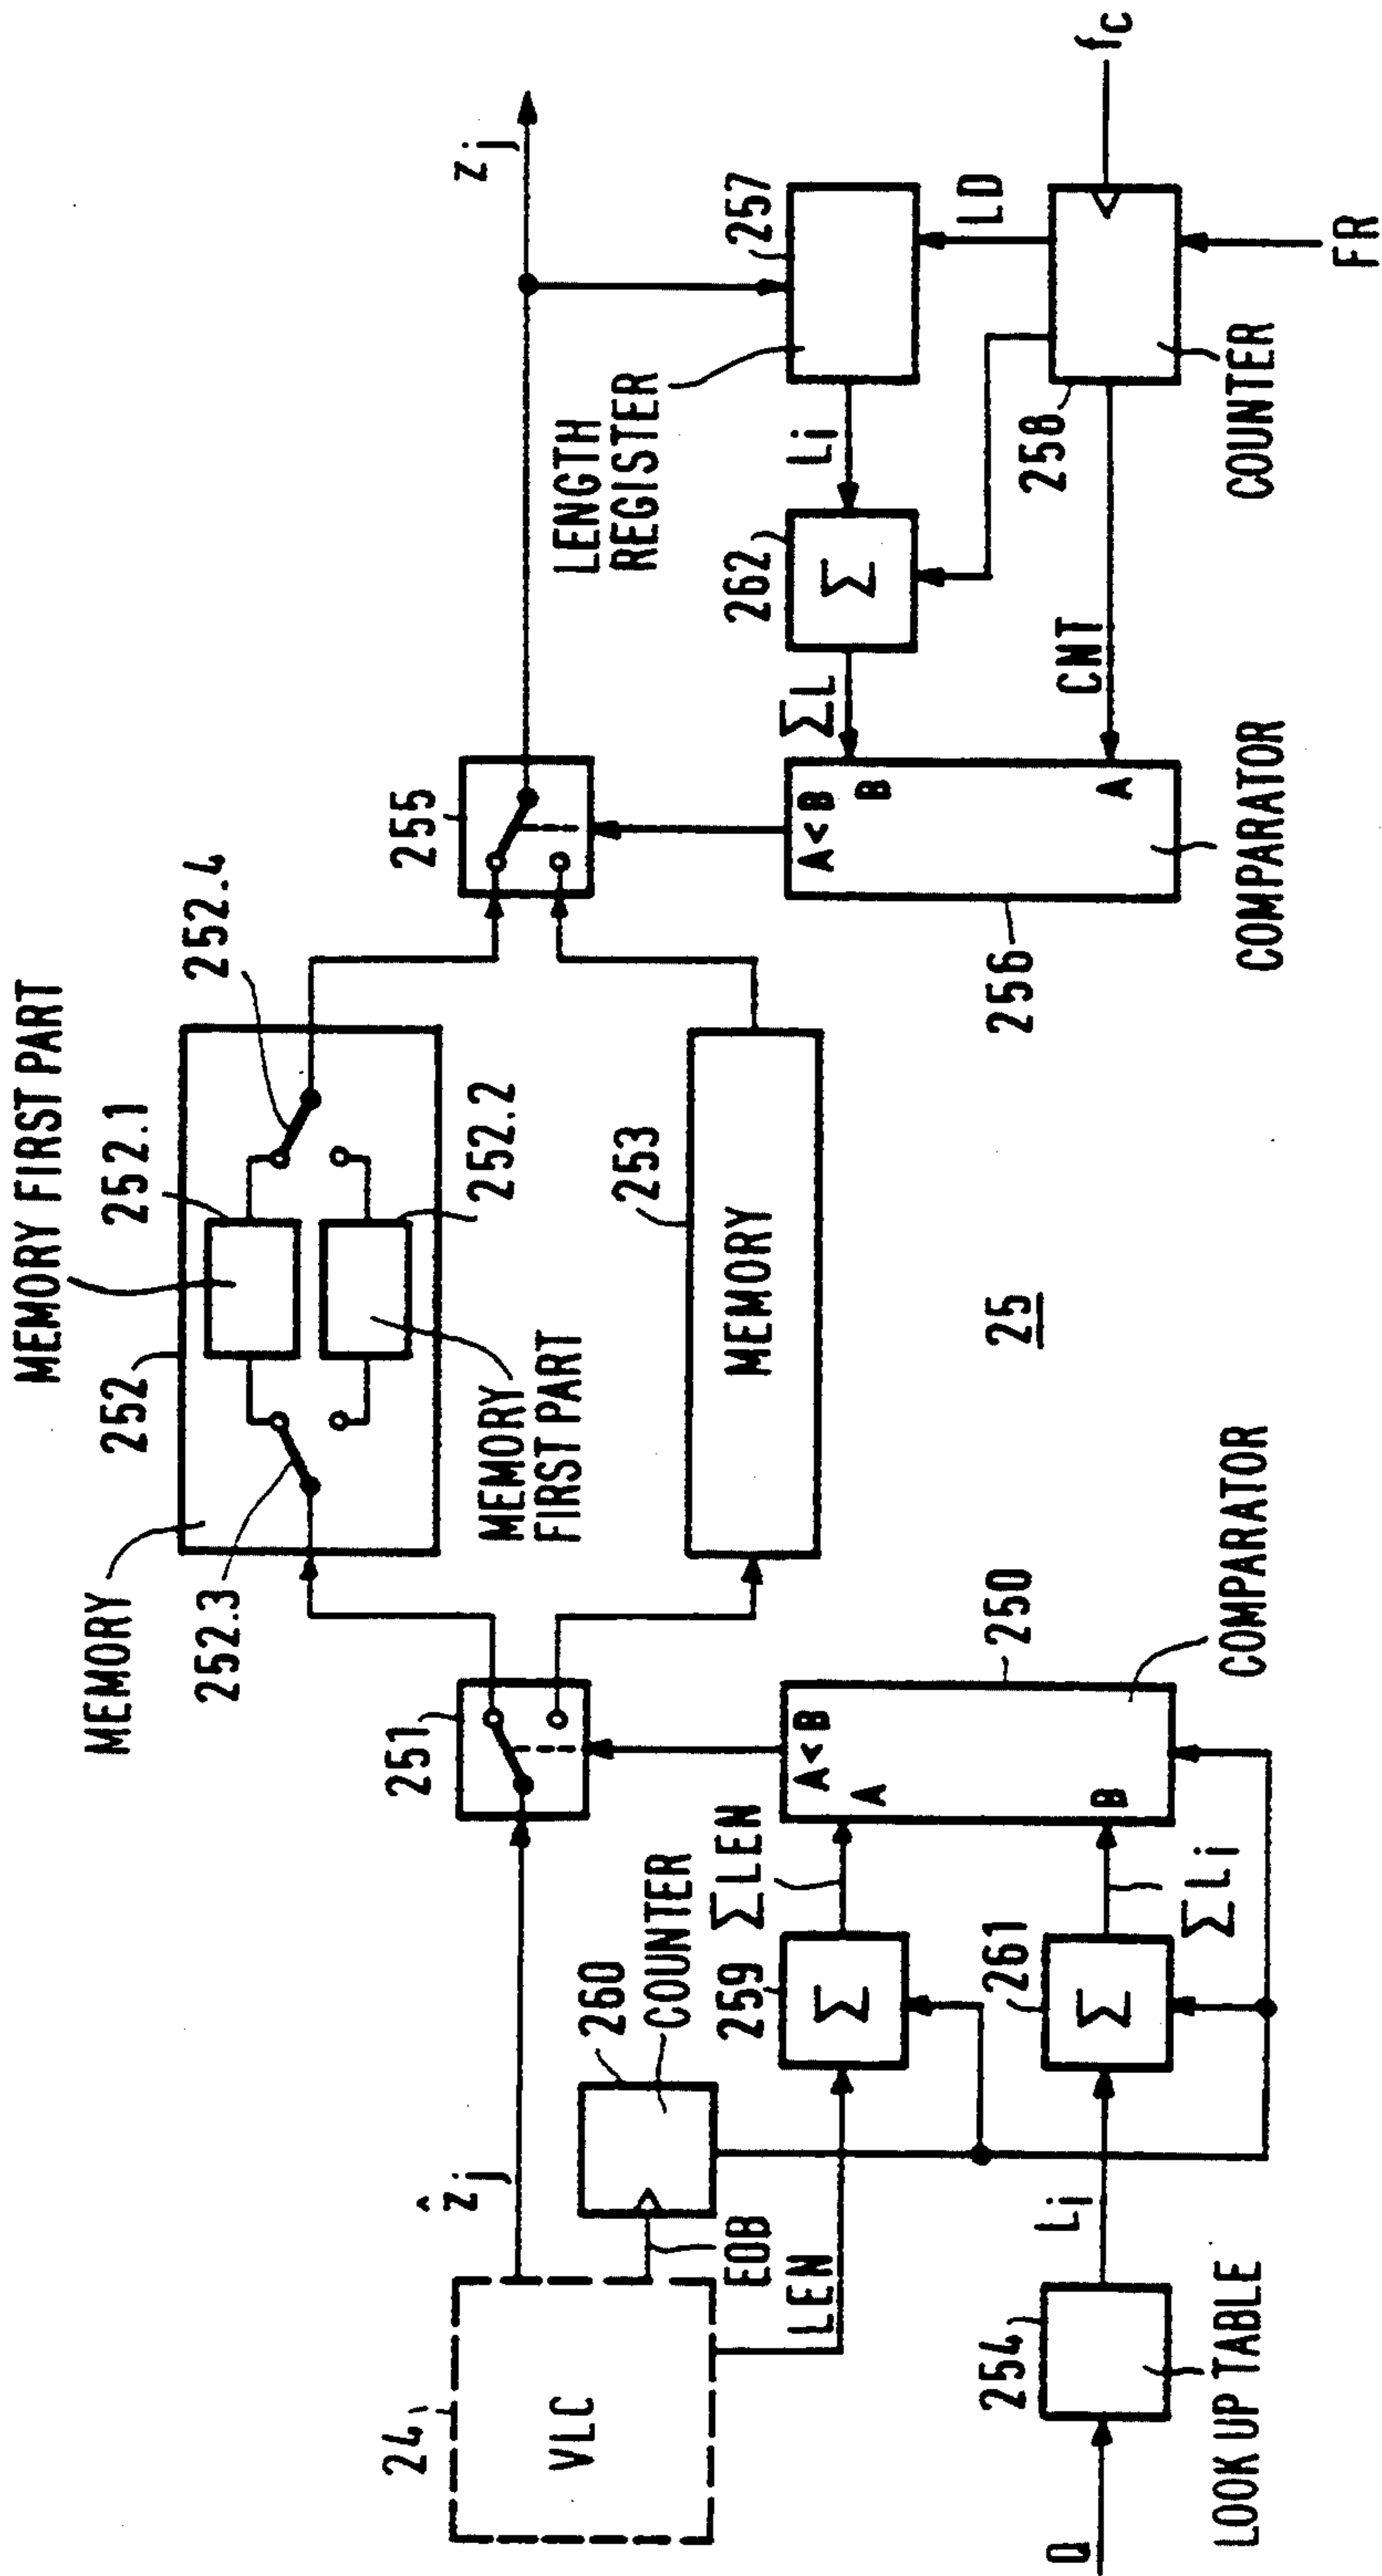 MEMORY FIRST PART
MEMORY
252
252.1
252.3
252.4
252.2
MEMORY
FIRST PART
24
VLC
ẑj
251
255
zj
260
COUNTER
EOB
LEN
253
MEMORY
LENGTH
REGISTER
257
259
Σ
ΣLEN
A<B
A
B
250
COMPARATOR
254
LOOK UP TABLE
Q
Li
261
Σ
ΣLi
25
256
COMPARATOR
A<B
B
A
ΣL
262
Σ
Li
LD
CNT
258
COUNTER
FR
fc